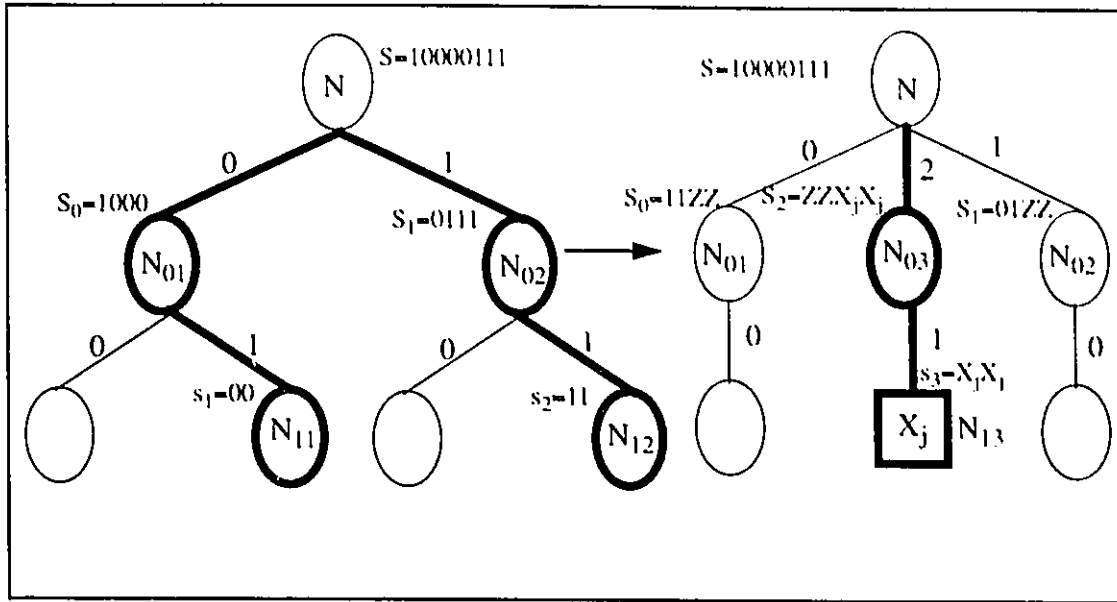 S=10000111
N
0
1
S₀=1000
S₁=0111
N₀₁
N₀₂
0
1
0
1
s₁=00
s₂=11
N₁₁
N₁₂
S=10000111
N
0
2
1
S₀=11ZZ
S₂=ZZXⱼXⱼ
S₁=01ZZ
N₀₁
N₀₃
N₀₂
0
1
0
s₃=XⱼXⱼ
Xⱼ
N₁₃